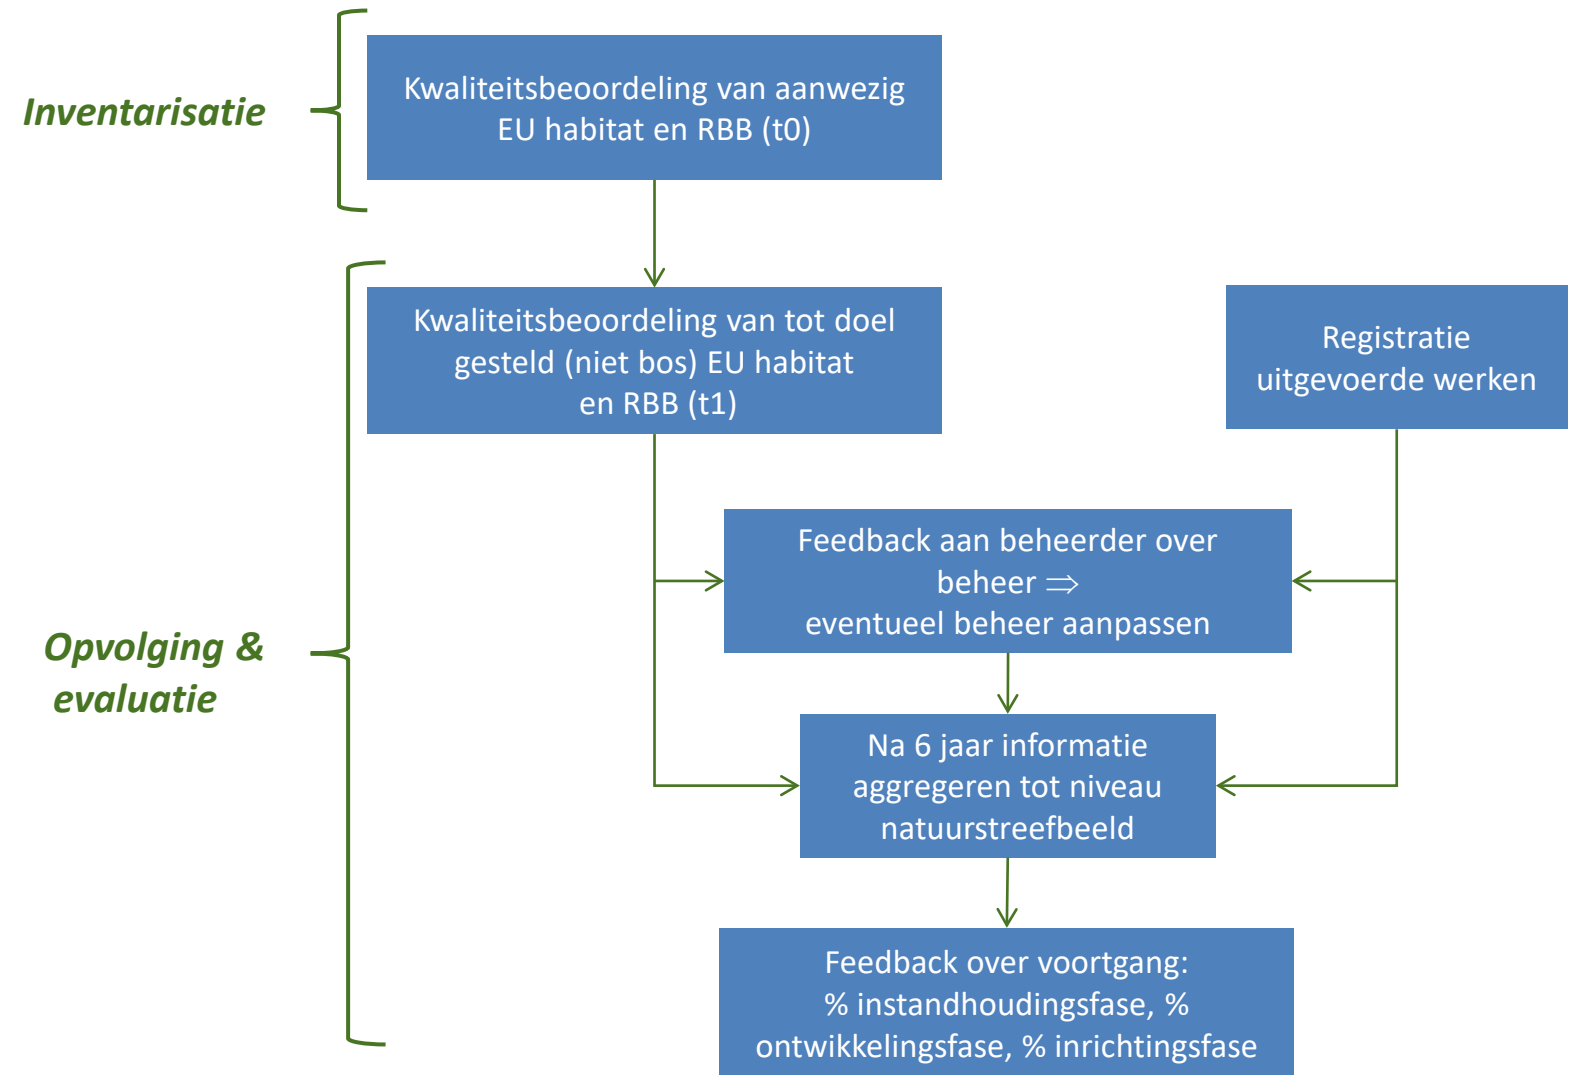 Inventarisatie
Kwaliteitsbeoordeling van aanwezig
EU habitat en RBB (t0)
Kwaliteitsbeoordeling van tot doel
gesteld (niet bos) EU habitat
en RBB (t1)
Registratie
uitgevoerde werken
Feedback aan beheerder over
beheer ⇒
eventueel beheer aanpassen
Opvolging &
evaluatie
Na 6 jaar informatie
aggregeren tot niveau
natuurstreefbeeld
Feedback over voortgang:
% instandhoudingsfase, %
ontwikkelingsfase, % inrichtingsfase